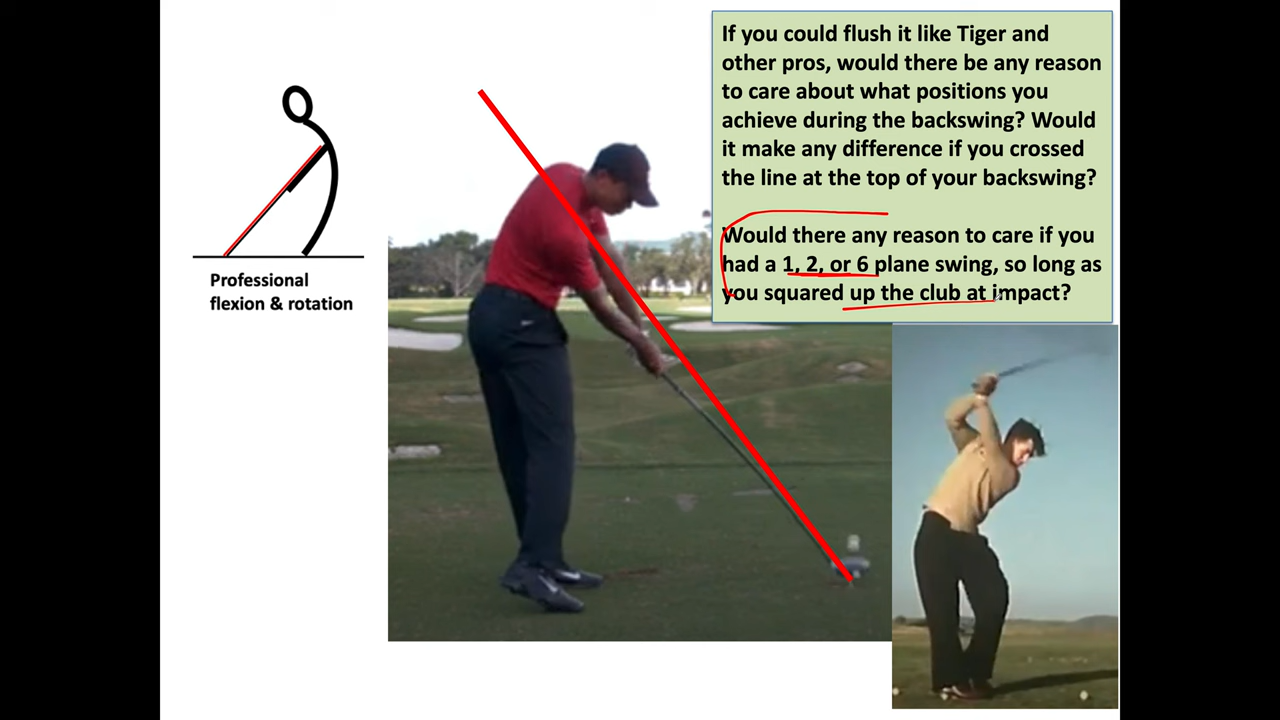 If you could flush it like Tiger and
other pros, would there be any reason
to care about what positions you
achieve during the backswing? Would
it make any difference if you crossed
the line at the top of your backswing?
Would there any reason to care if you
had a 1, 2, or 6 plane swing, so long as
you squared up the club at impact?
Professional
flexion & rotation